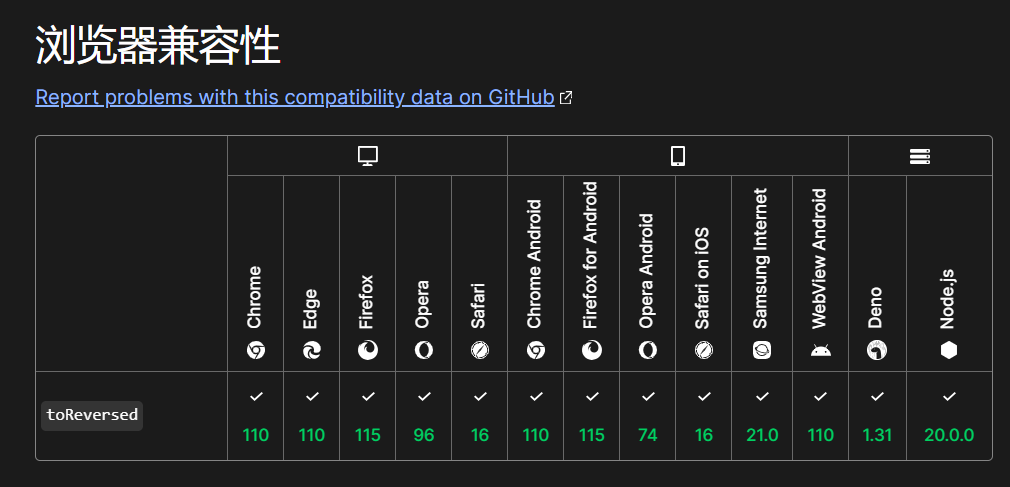 浏览器兼容性
Report problems with this compatibility data on GitHub
Chrome
Edge
Firefox
Opera
Safari
Chrome Android
Firefox for Android
Opera Android
Safari on iOS
Samsung Internet
WebView Android
Deno
Node.js
toReversed
110 110 115 96 16 110 115 74 16 21.0 110 1.31 20.0.0